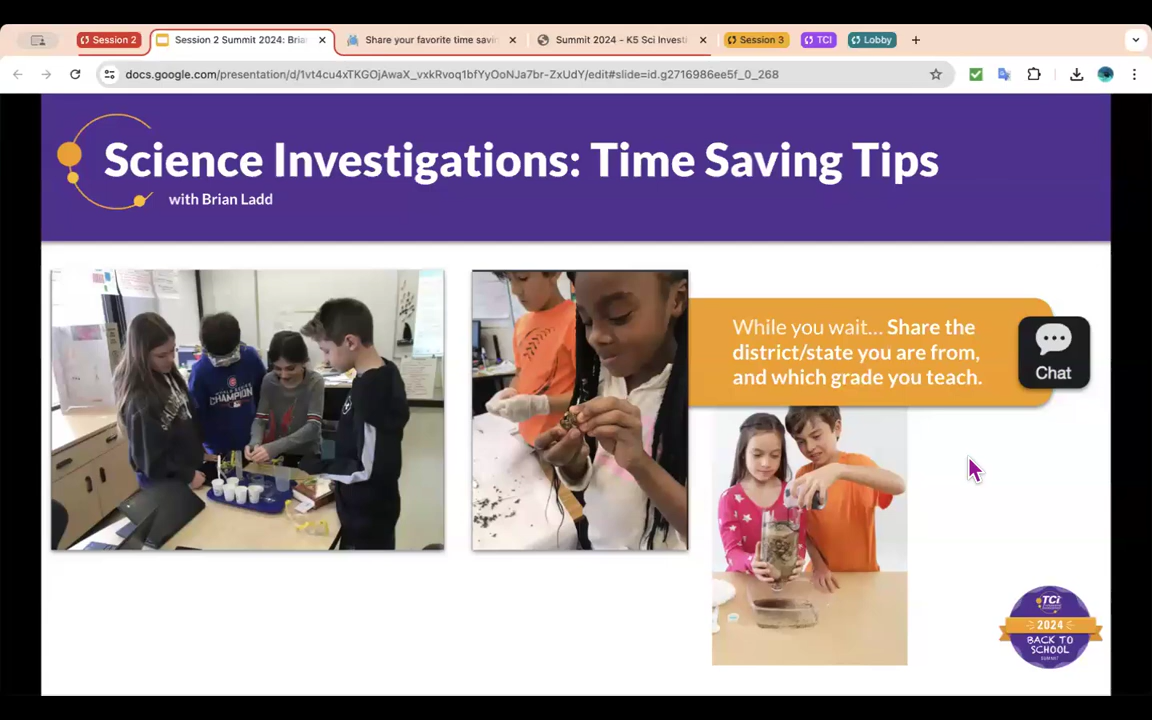 Session 2
Session 2 Summit 2024: Bria
Share your favorite time savin
Summit 2024 - K5 Sci Investi
Session 3
TCI
Lobby
docs.google.com/presentation/d/1vt4cu4xTKGOjAwaX_vxkRvoq1bfYyOoNJa7br-ZxUdY/edit#slide=id.g2716986ee5f_0_268
Science Investigations: Time Saving Tips
with Brian Ladd
While you wait... Share the
district/state you are from,
and which grade you teach.
Chat
CHAMPION
TCi
2024
BACK TO
SCHOOL
SUMMIT